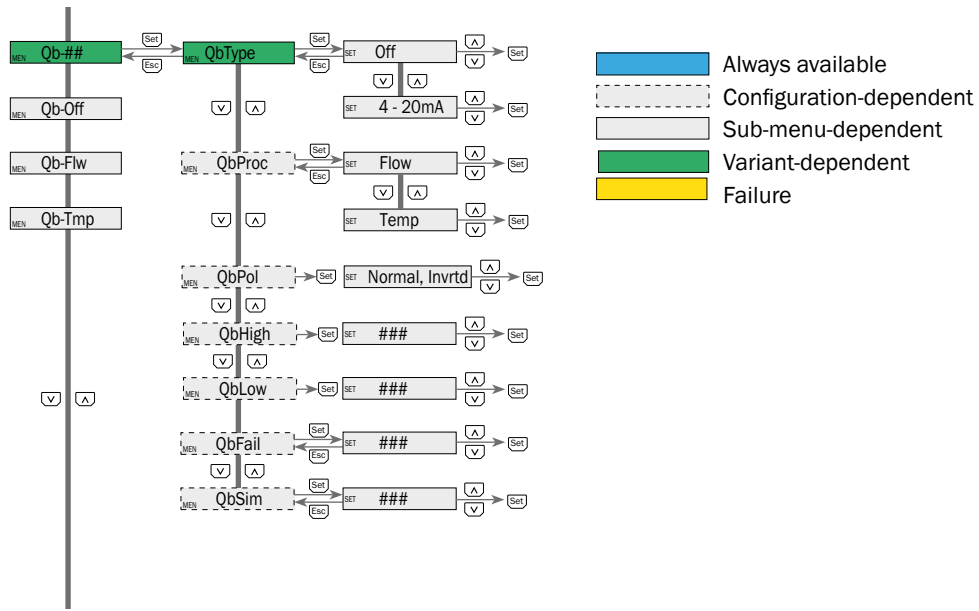 Set
MEN Qb-## MEN QbType Set SET Off Set
Esc Esc
MEN Qb-Off SET 4 - 20mA Set
Set
MEN Qb-Flw MEN QbProc SET Flow Set
Esc
MEN Qb-Tmp SET Temp Set
MEN QbPol Set SET Normal, Invrtd Set
MEN QbHigh Set SET ### Set
MEN QbLow Set SET ### Set
Set
MEN QbFail SET ### Set
Esc
Set
MEN QbSim SET ### Set
Esc
Always available
Configuration-dependent
Sub-menu-dependent
Variant-dependent
Failure